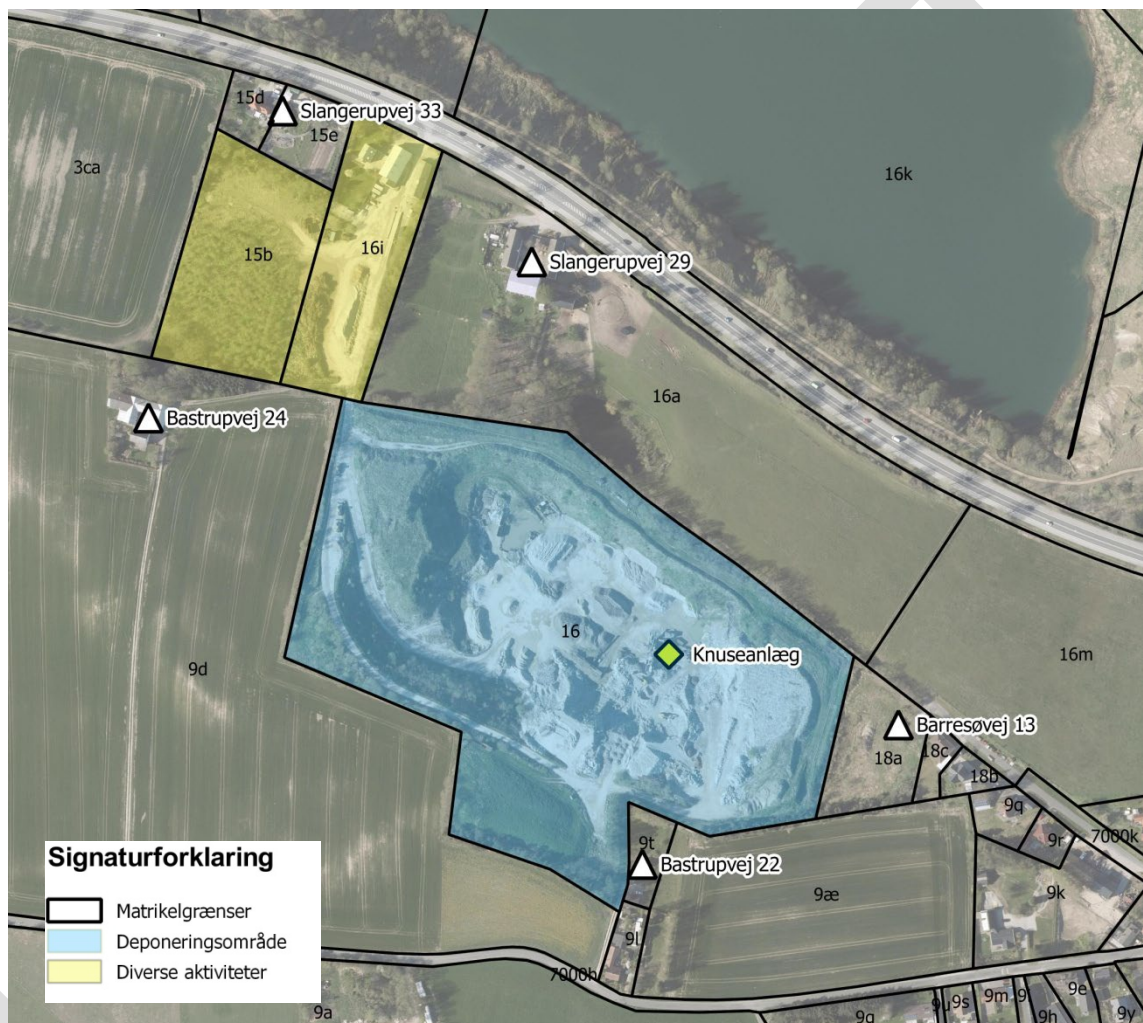 15d
Slangerupvej 33
15e
3ca
16k
15b
16i
Slangerupvej 29
16a
Bastrupvej 24
16
Knuseanlæg
9d
16m
Barresøvej 13
18a
18c
18b
9q
9r
7000k
9t
Bastrupvej 22
9æ
9k
9l
7000h
9a
9u
9s
9m
9i
9h
9e
9y
Signaturforklaring
Matrikelgrænser
Deponeringsområde
Diverse aktiviteter